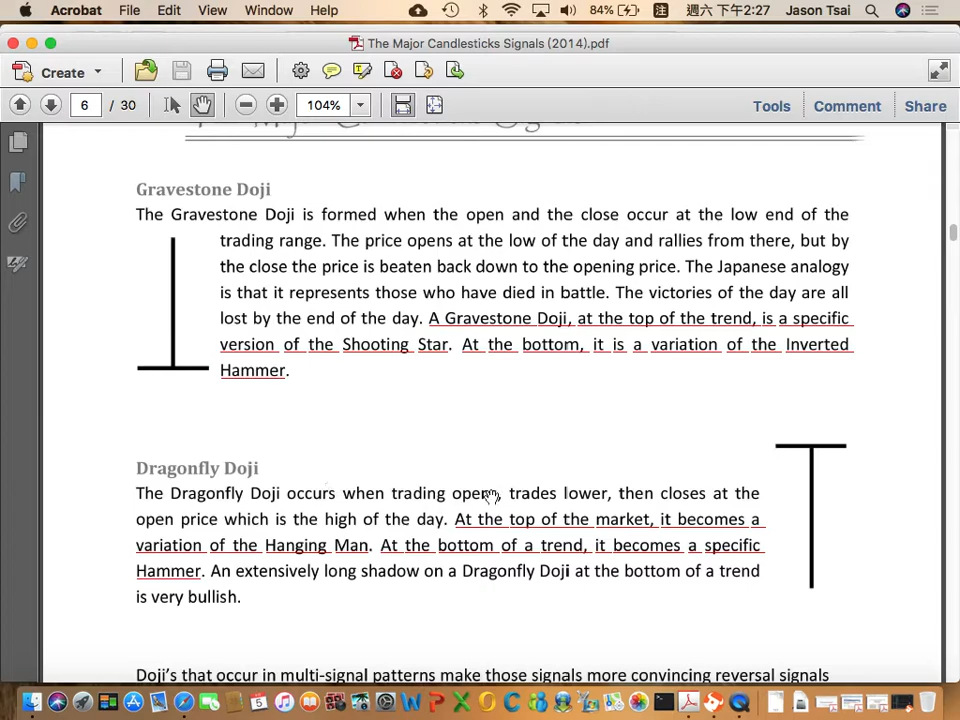 Acrobat File Edit View Window Help 84% 注 週六 下午2:27 Jason Tsai
The Major Candlesticks Signals (2014).pdf
Create
6 / 30 104% Tools Comment Share
Gravestone Doji
The Gravestone Doji is formed when the open and the close occur at the low end of the
trading range. The price opens at the low of the day and rallies from there, but by
the close the price is beaten back down to the opening price. The Japanese analogy
is that it represents those who have died in battle. The victories of the day are all
lost by the end of the day. A Gravestone Doji, at the top of the trend, is a specific
version of the Shooting Star. At the bottom, it is a variation of the Inverted
Hammer.
Dragonfly Doji
The Dragonfly Doji occurs when trading opens, trades lower, then closes at the
open price which is the high of the day. At the top of the market, it becomes a
variation of the Hanging Man. At the bottom of a trend, it becomes a specific
Hammer. An extensively long shadow on a Dragonfly Doji at the bottom of a trend
is very bullish.
Doji's that occur in multi-signal patterns make those signals more convincing reversal signals